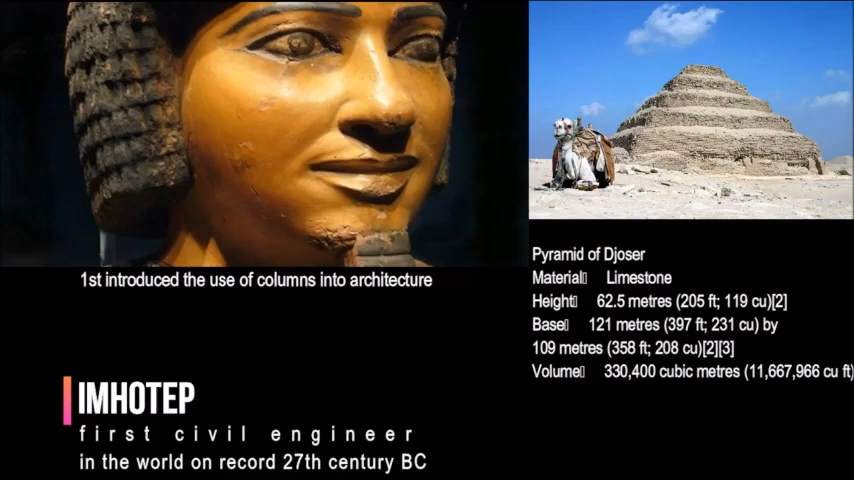 1st introduced the use of columns into architecture
IMHOTEP
first civil engineer
in the world on record 27th century BC
Pyramid of Djoser
Material Limestone
Height 62.5 metres (205 ft; 119 cu)[2]
Base 121 metres (397 ft; 231 cu) by
109 metres (358 ft; 208 cu)[2][3]
Volume 330,400 cubic metres (11,667,966 cu ft)